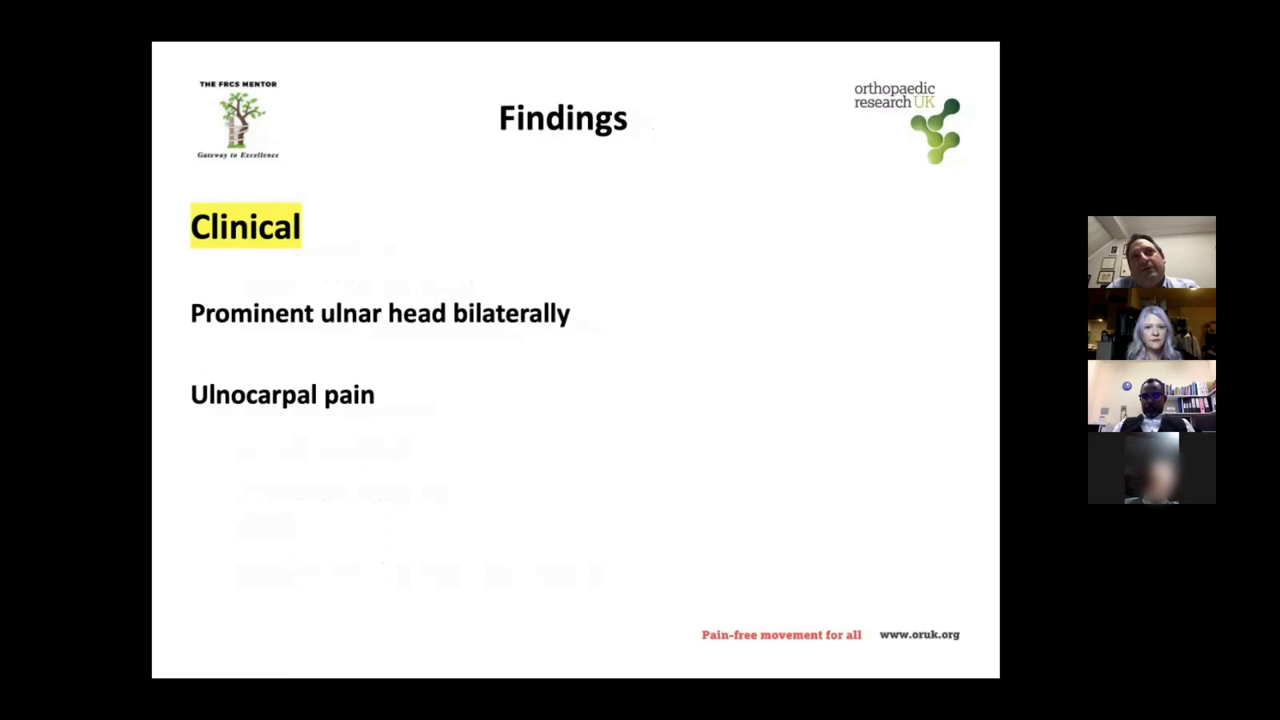 THE FRCS MENTOR
Gateway to Excellence
Findings
orthopaedic
research UK
Clinical
Prominent ulnar head bilaterally
Ulnocarpal pain
Pain-free movement for all www.oruk.org